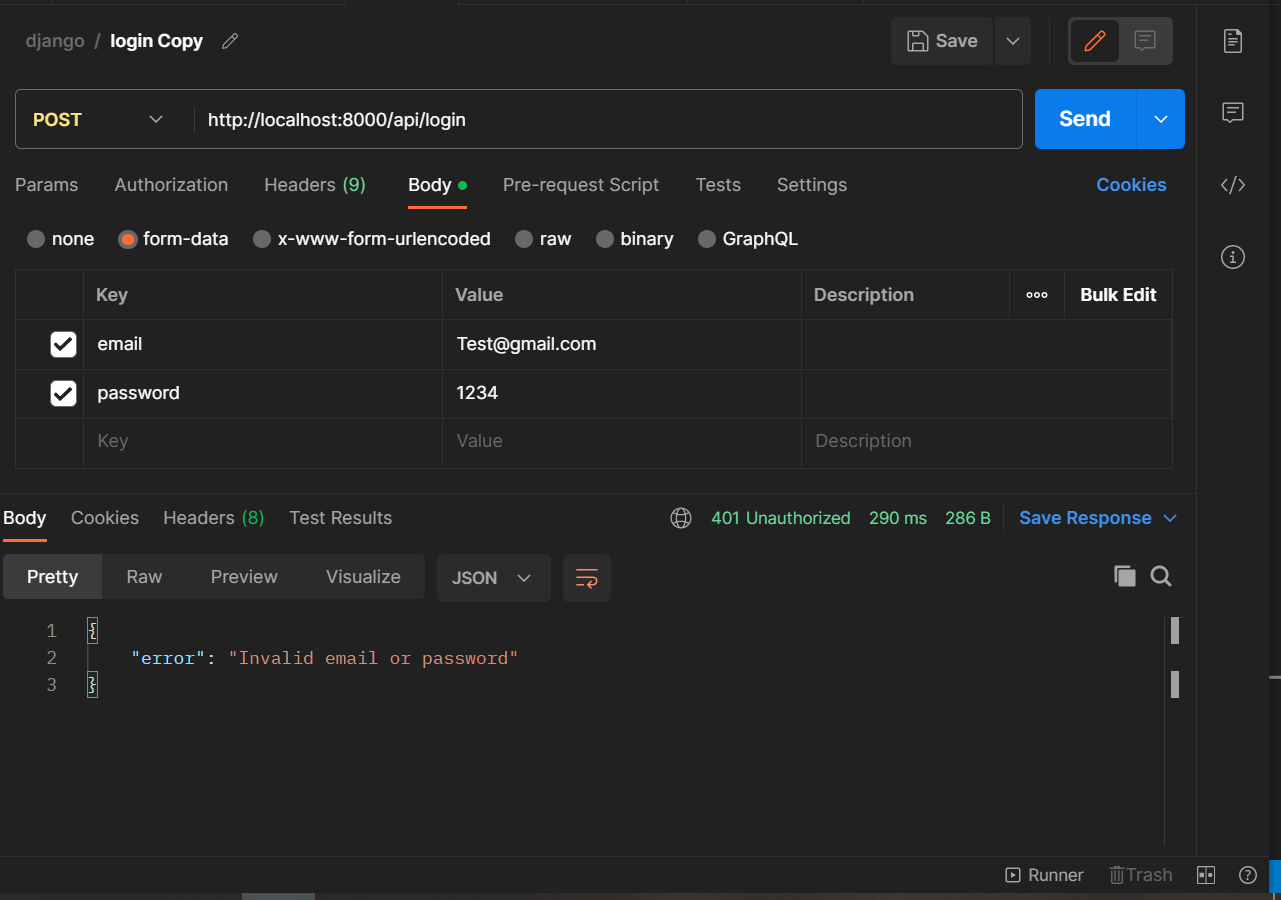 django / login Copy
Save
POST
http://localhost:8000/api/login
Send
Params Authorization Headers (9) Body Pre-request Script Tests Settings Cookies
none form-data x-www-form-urlencoded raw binary GraphQL
Key Value Description Bulk Edit
email Test@gmail.com
password 1234
Key Value Description
Body Cookies Headers (8) Test Results 401 Unauthorized 290 ms 286 B Save Response
Pretty Raw Preview Visualize JSON
1 {
2 "error": "Invalid email or password"
3 }
Runner Trash